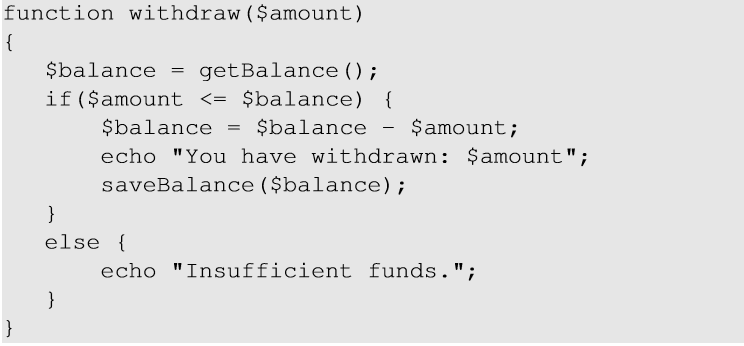 function withdraw($amount)
{
   $balance = getBalance();
   if($amount <= $balance) {
       $balance = $balance - $amount;
       echo "You have withdrawn: $amount";
       saveBalance($balance);
   }
   else {
       echo "Insufficient funds.";
   }
}